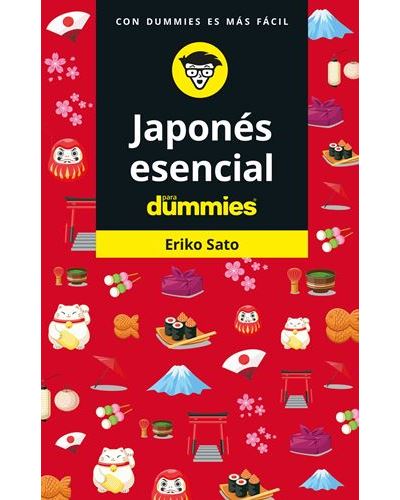 CON DUMMIES ES MÁS FÁCIL
Japonés
esencial
para
dummies®
Eriko Sato